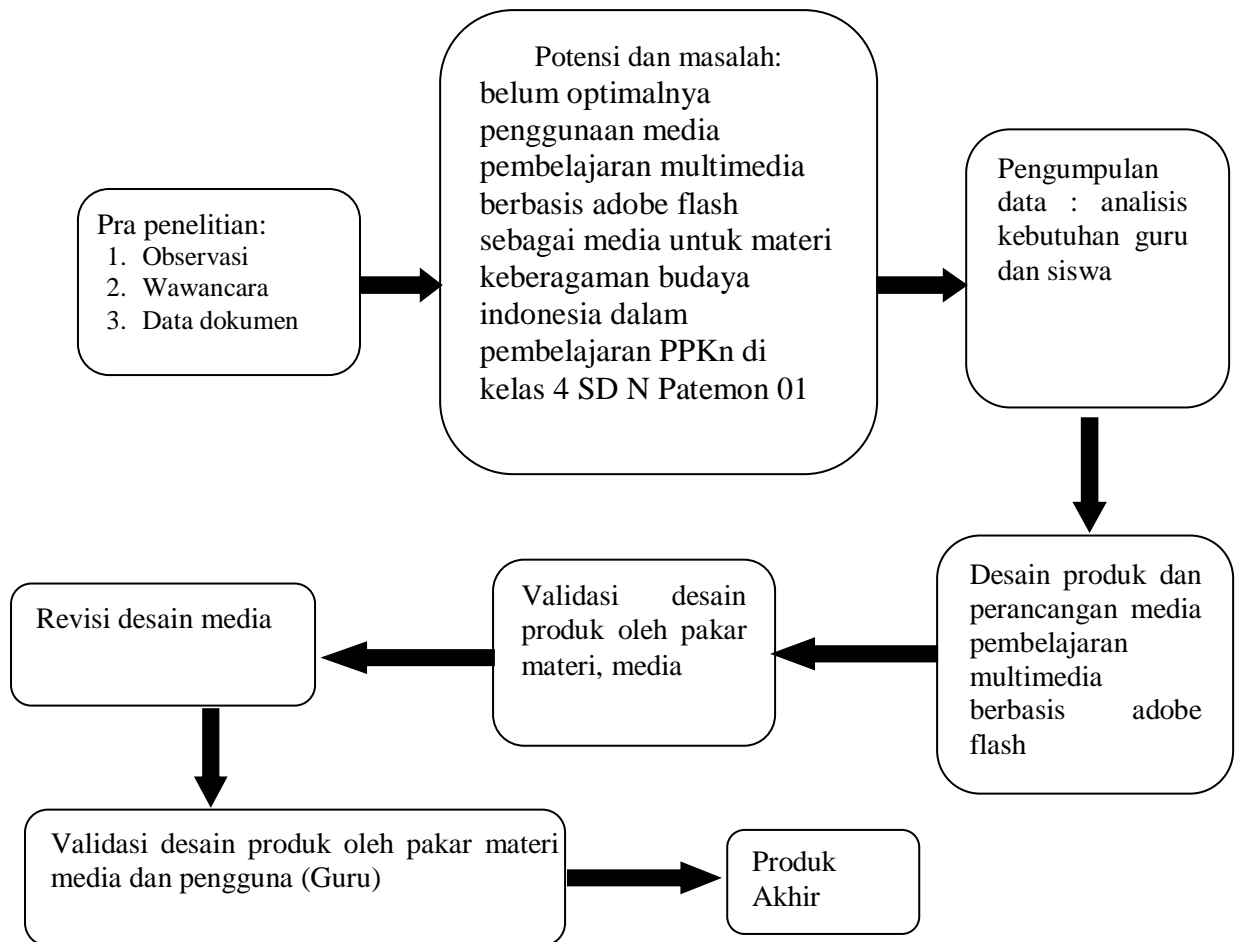 Pra penelitian:
1. Observasi
2. Wawancara
3. Data dokumen
Potensi dan masalah:
belum optimalnya
penggunaan media
pembelajaran multimedia
berbasis adobe flash
sebagai media untuk materi
keberagaman budaya
indonesia dalam
pembelajaran PPKn di
kelas 4 SD N Patemon 01
Pengumpulan
data : analisis
kebutuhan guru
dan siswa
Desain produk dan
perancangan media
pembelajaran
multimedia
berbasis adobe
flash
Validasi desain
produk oleh pakar
materi, media
Revisi desain media
Validasi desain produk oleh pakar materi
media dan pengguna (Guru)
Produk
Akhir